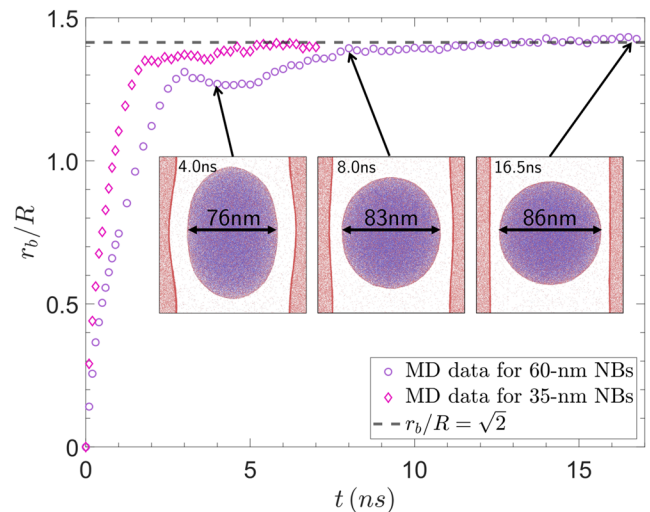 1.5
1.0
0.5
0
r_b/R
4.0ns
76nm
8.0ns
83nm
16.5ns
86nm
MD data for 60-nm NBs
MD data for 35-nm NBs
r_b/R = √2
0 5 10 15
t (ns)